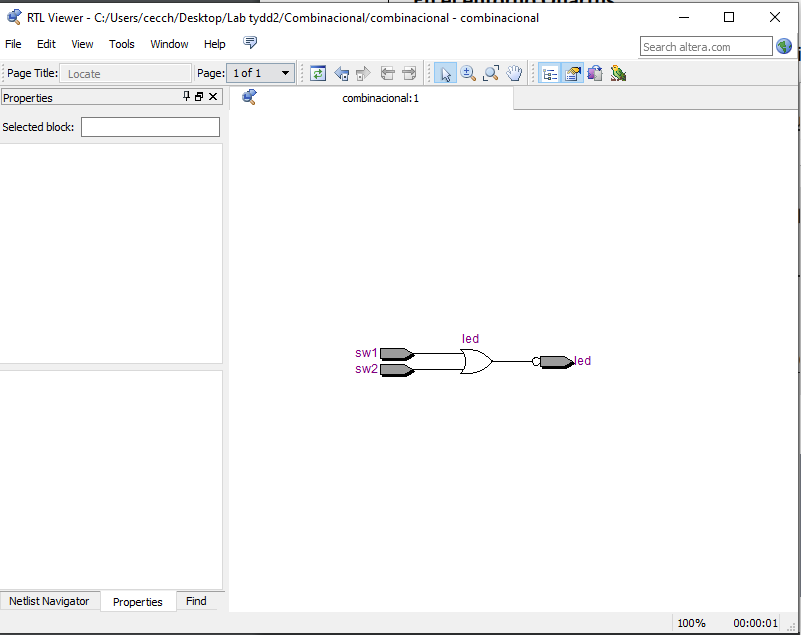 RTL Viewer - C:/Users/cecch/Desktop/Lab tydd2/Combinacional/combinacional - combinacional
File Edit View Tools Window Help
Search altera.com
Page Title: Locate Page: 1 of 1
Properties
combinacional:1
Selected block:
led
sw1
sw2
led
Netlist Navigator Properties Find
100% 00:00:01